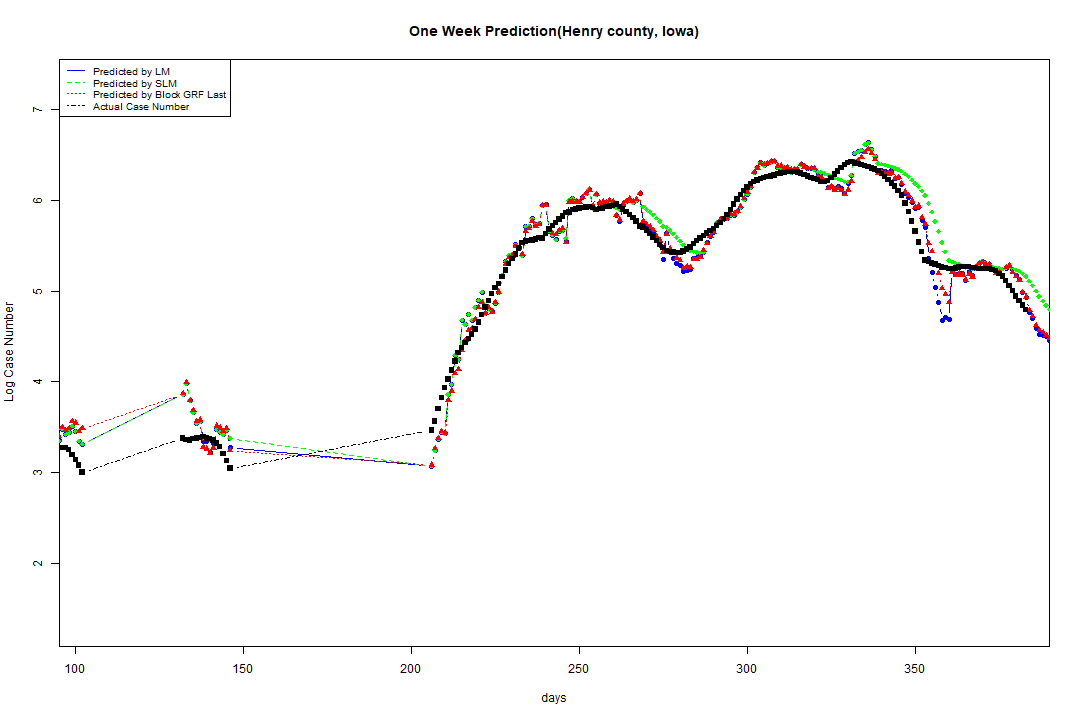 One Week Prediction(Henry county, Iowa)
Predicted by LM
Predicted by SLM
Predicted by Block GRF Last
Actual Case Number
7
6
5
4
3
2
Log Case Number
100 150 200 250 300 350
days